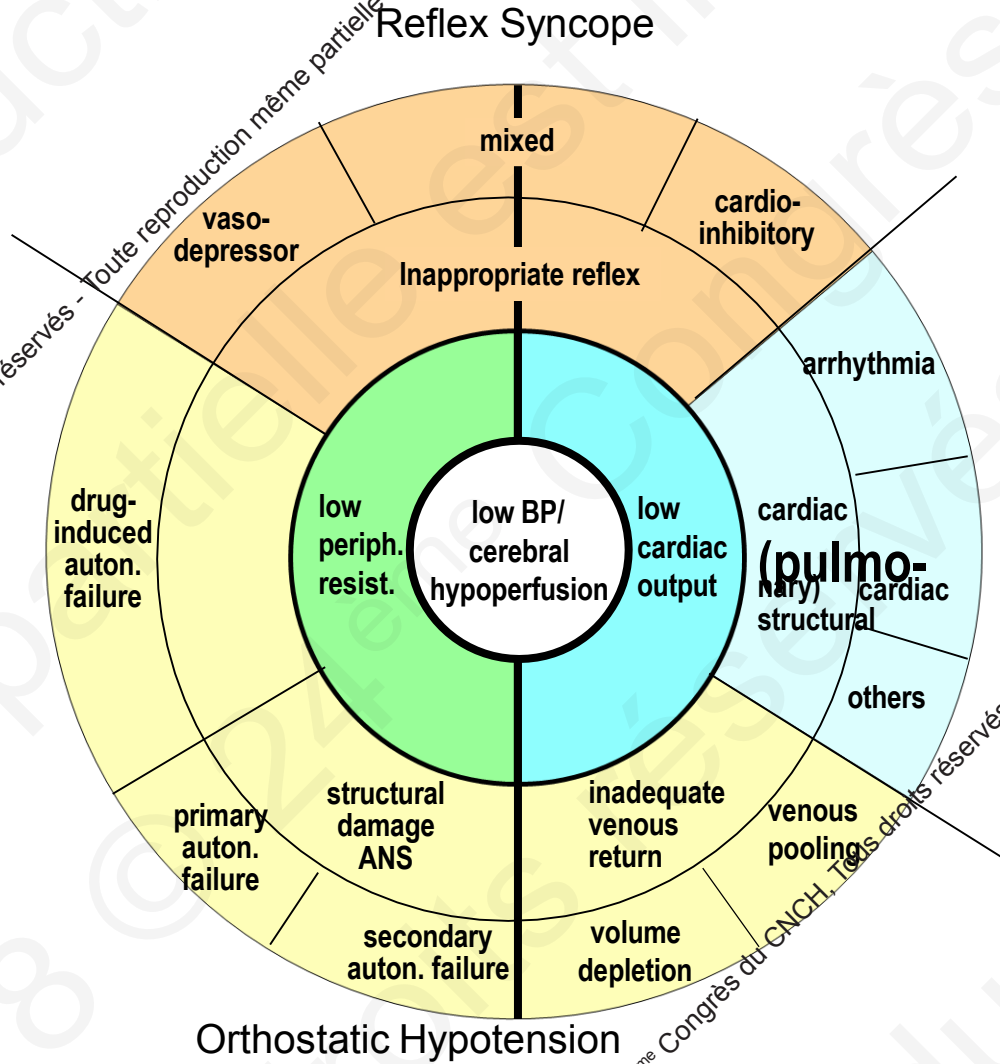 Reflex Syncope
mixed
vaso-
depressor
cardio-
inhibitory
Inappropriate reflex
arrhythmia
drug-
induced
auton.
failure
low
periph.
resist.
low BP/
cerebral
hypoperfusion
low
cardiac
output
cardiac
(pulmo-
nary)
structural
cardiac
others
structural
damage
ANS
inadequate
venous
return
primary
auton.
failure
venous
pooling
secondary
auton. failure
volume
depletion
Orthostatic Hypotension
réservés - Toute reproduction même partielle
ème Congrès du CNCH, Tous droits réservés